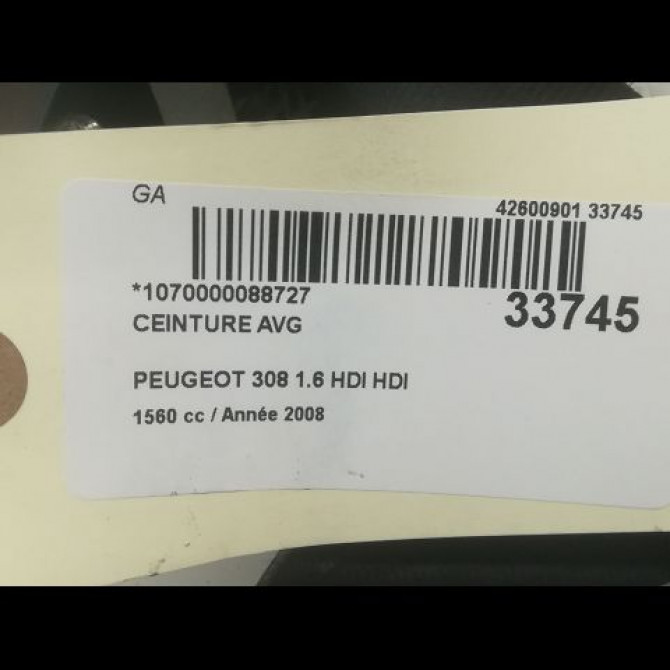 GA
42600901 33745
*1070000088727
33745
CEINTURE AVG
PEUGEOT 308 1.6 HDI HDI
1560 cc / Année 2008